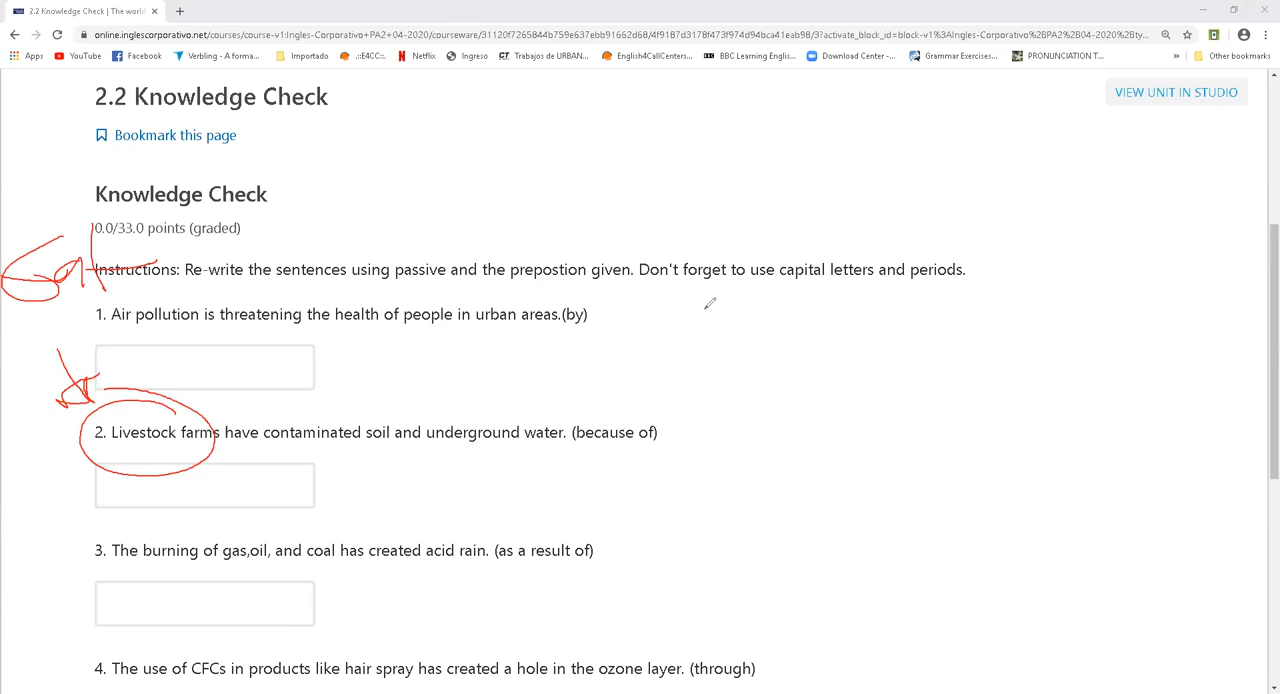 2.2 Knowledge Check | The world
online.inglescorporativo.net/courses/course-v1:Ingles-Corporativo+PA2+04-2020/courseware/31120f7265844b759e637ebb91662d68/4f9187d3178f473f974d94bca41eab98/3?activate_block_id=block-v1%3AIngles-Corporativo%2BPA2%2B04-2020%2Bty...
Apps YouTube Facebook Verbling - A forma... Importado .::E4CC::. Netflix Ingreso Trabajos de URBAN... English4CallCenters... BBC Learning Englis... Download Center -... Grammar Exercises... PRONUNCIATION T... » Other bookmarks
2.2 Knowledge Check
VIEW UNIT IN STUDIO
Bookmark this page
Knowledge Check
0.0/33.0 points (graded)
Instructions: Re-write the sentences using passive and the prepostion given. Don't forget to use capital letters and periods.
1. Air pollution is threatening the health of people in urban areas.(by)
2. Livestock farms have contaminated soil and underground water. (because of)
3. The burning of gas,oil, and coal has created acid rain. (as a result of)
4. The use of CFCs in products like hair spray has created a hole in the ozone layer. (through)